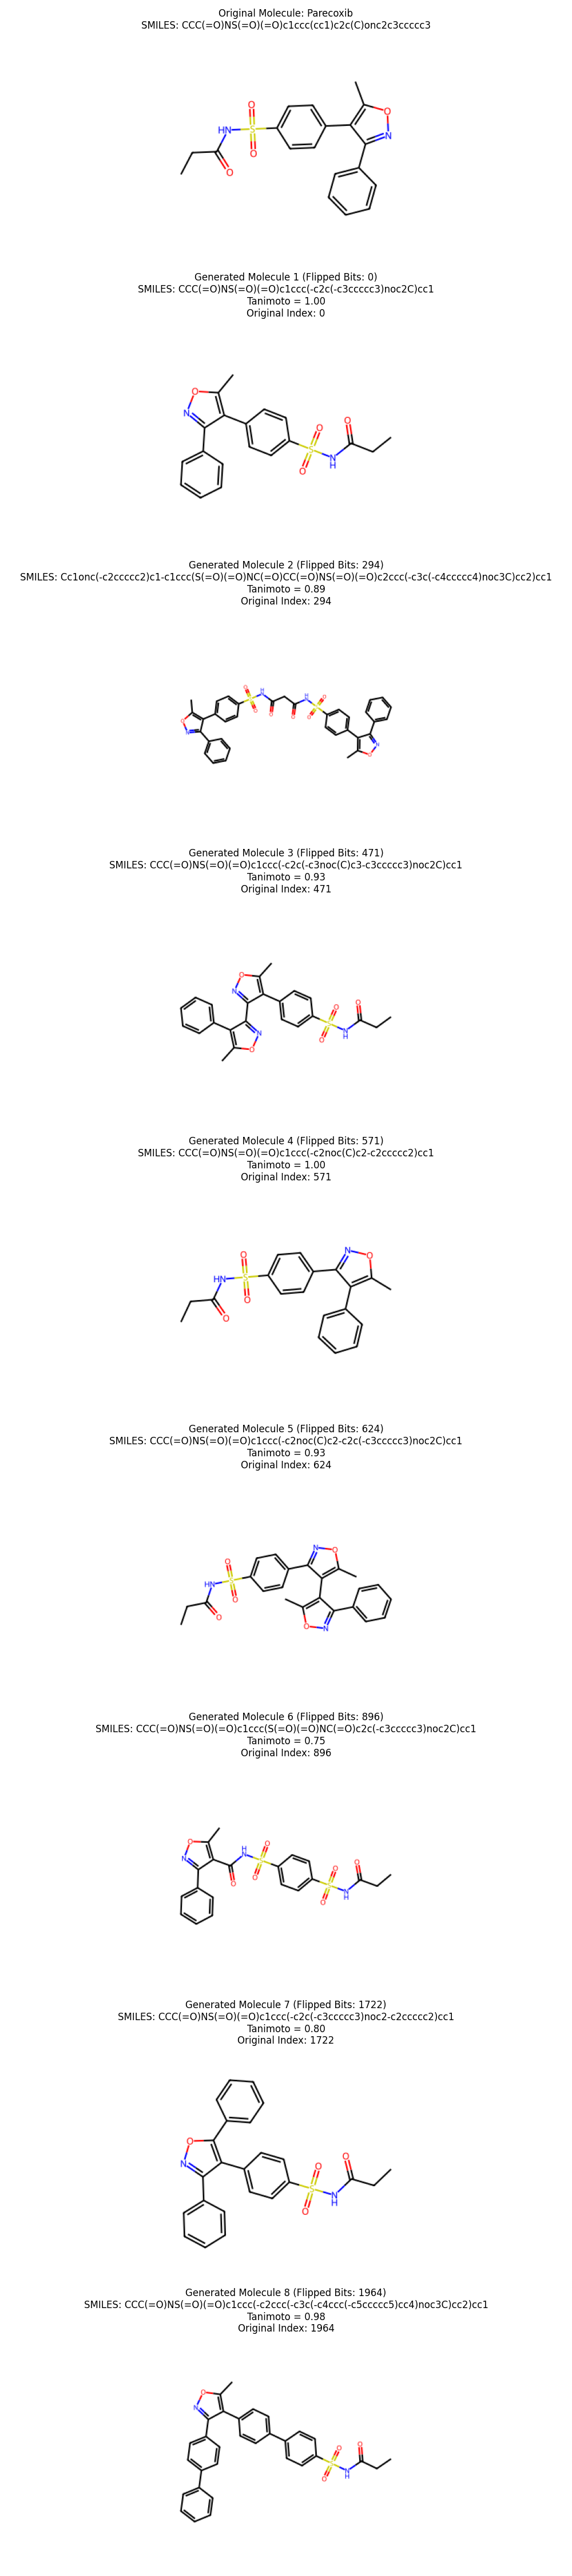 Original Molecule: Parecoxib
SMILES: CCC(=O)NS(=O)(=O)c1ccc(cc1)c2c(C)onc2c3ccccc3
O
HN
S
O
O
O
N
Generated Molecule 1 (Flipped Bits: 0)
SMILES: CCC(=O)NS(=O)(=O)c1ccc(-c2c(-c3ccccc3)noc2C)cc1
Tanimoto = 1.00
Original Index: 0
O
N
O
O
S
O
N
H
Generated Molecule 2 (Flipped Bits: 294)
SMILES: Cc1onc(-c2ccccc2)c1-c1ccc(S(=O)(=O)NC(=O)CC(=O)NS(=O)(=O)c2ccc(-c3c(-c4ccccc4)noc3C)cc2)cc1
Tanimoto = 0.89
Original Index: 294
O
H
N
H
N
O
S
S
O
O
O
O
O
N
O
N
O
Generated Molecule 3 (Flipped Bits: 471)
SMILES: CCC(=O)NS(=O)(=O)c1ccc(-c2c(-c3noc(C)c3-c3ccccc3)noc2C)cc1
Tanimoto = 0.93
Original Index: 471
O
N
O
O
S
O
N
H
N
O
Generated Molecule 4 (Flipped Bits: 571)
SMILES: CCC(=O)NS(=O)(=O)c1ccc(-c2noc(C)c2-c2ccccc2)cc1
Tanimoto = 1.00
Original Index: 571
N
O
O
HN
S
O
O
Generated Molecule 5 (Flipped Bits: 624)
SMILES: CCC(=O)NS(=O)(=O)c1ccc(-c2noc(C)c2-c2c(-c3ccccc3)noc2C)cc1
Tanimoto = 0.93
Original Index: 624
N
O
O
HN
S
O
O
O
N
Generated Molecule 6 (Flipped Bits: 896)
SMILES: CCC(=O)NS(=O)(=O)c1ccc(S(=O)(=O)NC(=O)c2c(-c3ccccc3)noc2C)cc1
Tanimoto = 0.75
Original Index: 896
O
N
H
N
O
S
O
O
O
S
O
O
N
H
Generated Molecule 7 (Flipped Bits: 1722)
SMILES: CCC(=O)NS(=O)(=O)c1ccc(-c2c(-c3ccccc3)noc2-c2ccccc2)cc1
Tanimoto = 0.80
Original Index: 1722
O
N
O
O
S
O
N
H
Generated Molecule 8 (Flipped Bits: 1964)
SMILES: CCC(=O)NS(=O)(=O)c1ccc(-c2ccc(-c3c(-c4ccc(-c5ccccc5)cc4)noc3C)cc2)cc1
Tanimoto = 0.98
Original Index: 1964
O
N
O
O
S
O
N
H